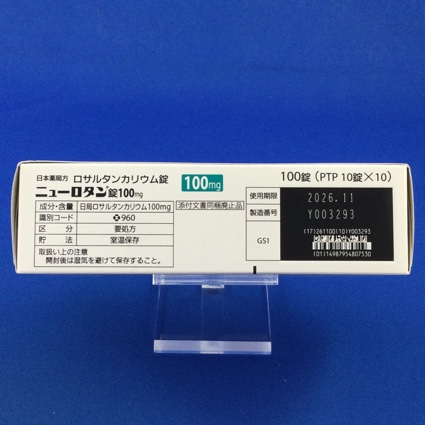 日本薬局方 ロサルタンカリウム錠
ニューロタン錠100mg
100mg
成分・含量 日局ロサルタンカリウム100mg
識別コード 960
区分 要処方
貯法 室温保存
取扱い上の注意
開封後は湿気を避けて保存すること。
添付文書同梱廃止品
100錠 (PTP 10錠×10)
使用期限 2026.11
製造番号 Y003293
GS1
(17)261100(10)Y003293
(01)14987954807530